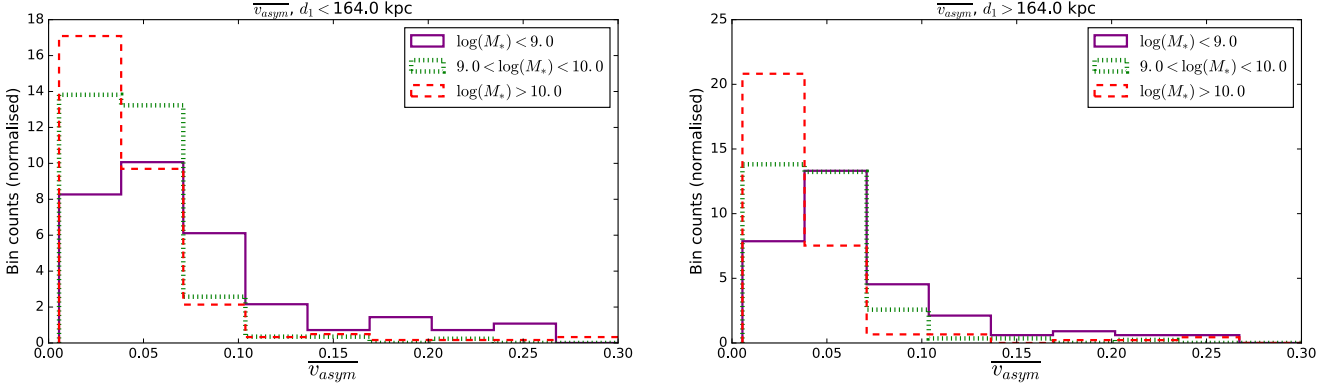 $\overline{v_{asym}}$, $d_1 < 164.0$ kpc
Bin counts (normalised)
18
16
14
12
10
8
6
4
2
0
log(M∗) < 9.0
9.0 < log(M∗) < 10.0
log(M∗) > 10.0
0.00 0.05 0.10 0.15 0.20 0.25 0.30
$\overline{v_{asym}}$
$\overline{v_{asym}}$, $d_1 > 164.0$ kpc
Bin counts (normalised)
25
20
15
10
5
0
log(M∗) < 9.0
9.0 < log(M∗) < 10.0
log(M∗) > 10.0
0.00 0.05 0.10 0.15 0.20 0.25 0.30
$\overline{v_{asym}}$